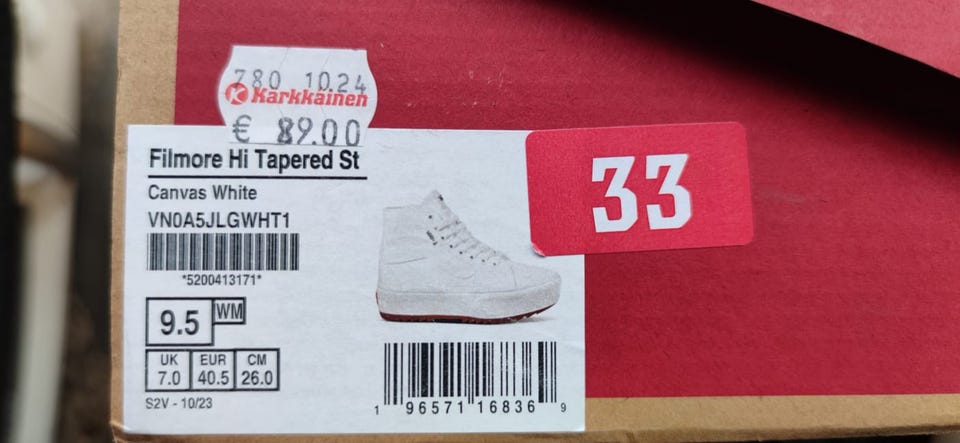 780 10.24
K Karkkainen
€ 89.00
Filmore Hi Tapered St
Canvas White
VN0A5JLGWHT1
*5200413171*
9.5 WM
UK EUR CM
7.0 40.5 26.0
S2V - 10/23
33
1 96571 16836 9